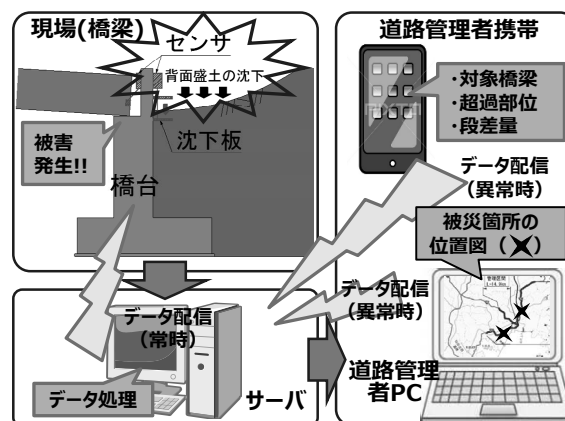 現場(橋梁)
センサ
背面盛土の沈下
沈下板
被害
発生!!
橋台
データ配信
(常時)
データ処理
サーバ
道路管理者携帯
・対象橋梁
・超過部位
・段差量
データ配信
(異常時)
被災箇所の
位置図(★)
データ配信
(異常時)
道路管理
者PC